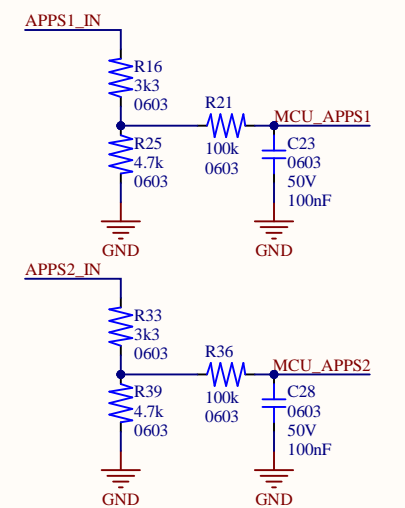 APPS1_IN
R16
3k3
0603
R21
100k
0603
MCU_APPS1
R25
4.7k
0603
C23
0603
50V
100nF
GND
GND
APPS2_IN
R33
3k3
0603
R36
100k
0603
MCU_APPS2
R39
4.7k
0603
C28
0603
50V
100nF
GND
GND